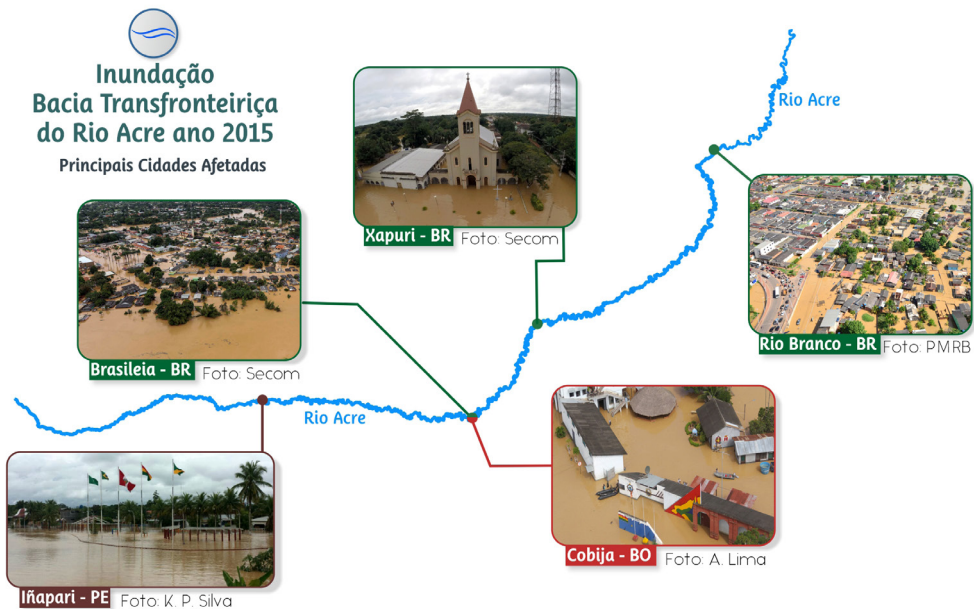 Inundação
Bacia Transfronteiriça
do Rio Acre ano 2015
Principais Cidades Afetadas
Rio Acre
Xapuri - BR Foto: Secom
Rio Branco - BR Foto: PMRB
Brasileia - BR Foto: Secom
Rio Acre
Cobija - BO Foto: A. Lima
Iñapari - PE Foto: K. P. Silva